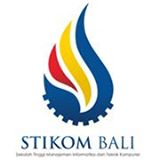 STIKOM BALI
Sekolah Tinggi Manajemen Informatika dan Teknik Komputer